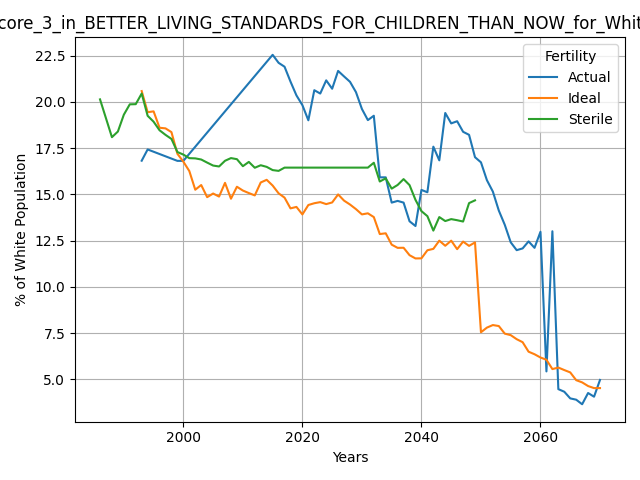 core_3_in_BETTER_LIVING_STANDARDS_FOR_CHILDREN_THAN_NOW_for_Whit
Fertility
Actual
Ideal
Sterile
22.5
20.0
17.5
15.0
12.5
10.0
7.5
5.0
% of White Population
2000 2020 2040 2060
Years